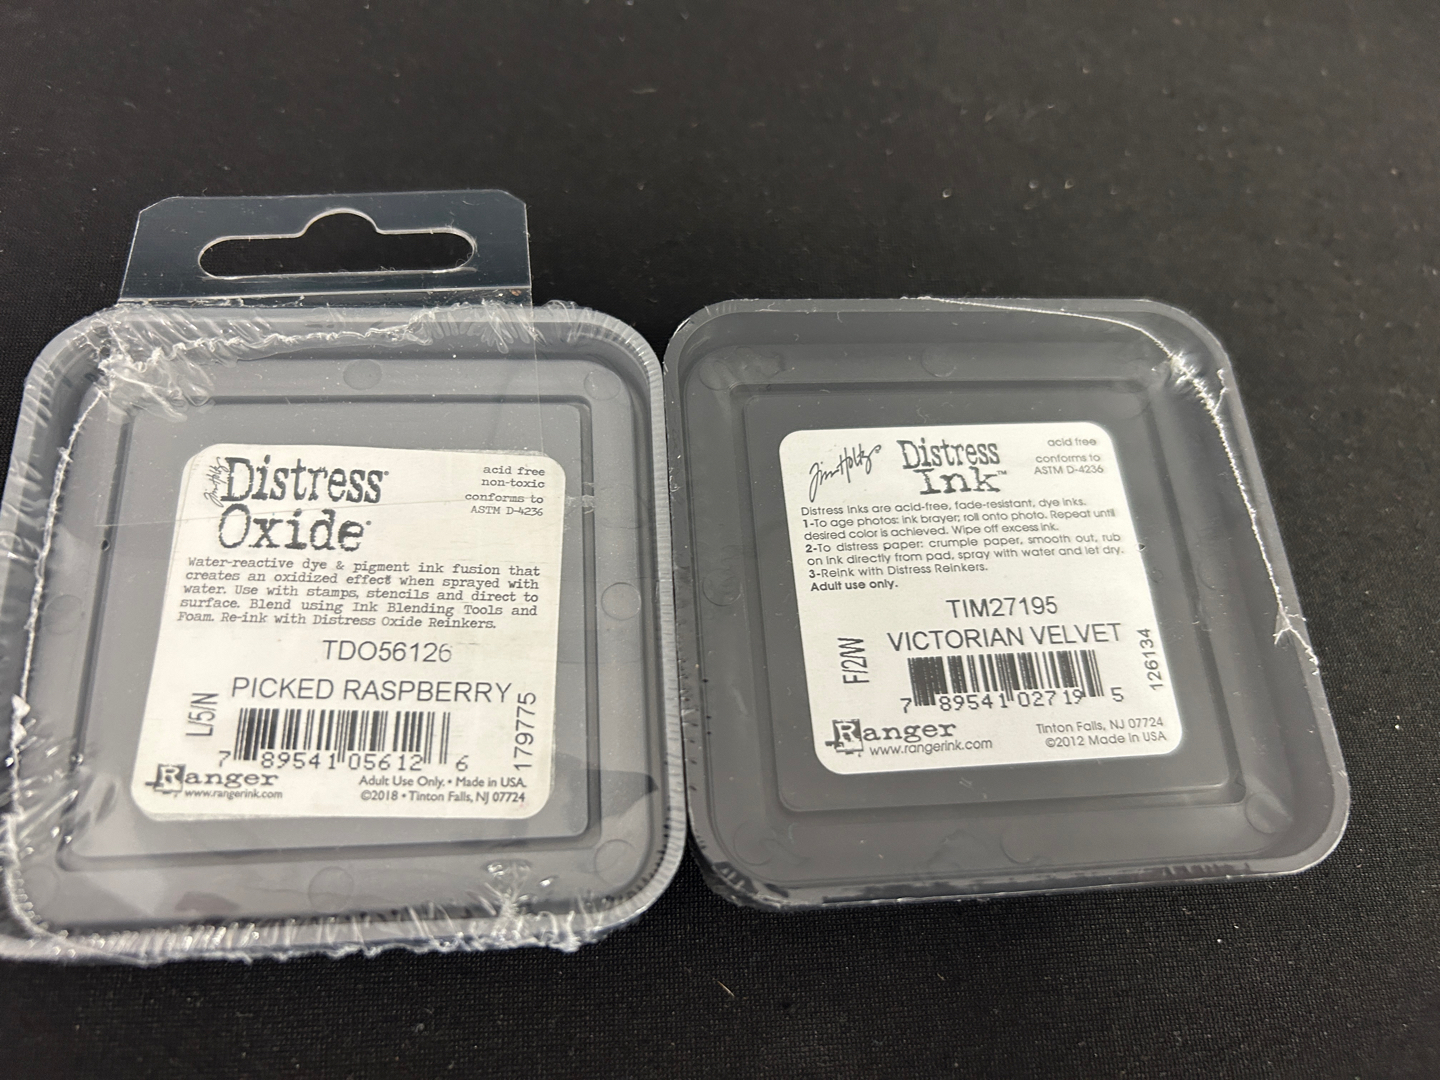 Tim Holtz®
Distress®
Oxide®
acid free
non-toxic
conforms to
ASTM D-4236
Water-reactive dye & pigment ink fusion that
creates an oxidized effect when sprayed with
water. Use with stamps, stencils and direct to
surface. Blend using Ink Blending Tools and
Foam. Re-ink with Distress Oxide Reinkers.
TDO56126
PICKED RASPBERRY
L/5/N
179775
7 89541 05612 6
Ranger
www.rangerink.com
Adult Use Only. • Made in USA
©2018 • Tinton Falls, NJ 07724
Tim Holtz®
Distress
Ink™
acid free
conforms to
ASTM D-4236
Distress Inks are acid-free, fade-resistant, dye inks.
1-To age photos: ink brayer; roll onto photo. Repeat until
desired color is achieved. Wipe off excess ink.
2-To distress paper: crumple paper, smooth out, rub
on ink directly from pad, spray with water and let dry.
3-Reink with Distress Reinkers.
Adult use only.
TIM27195
VICTORIAN VELVET
F/2/W
126134
7 89541 02719 5
Ranger
www.rangerink.com
Tinton Falls, NJ 07724
©2012 Made in USA